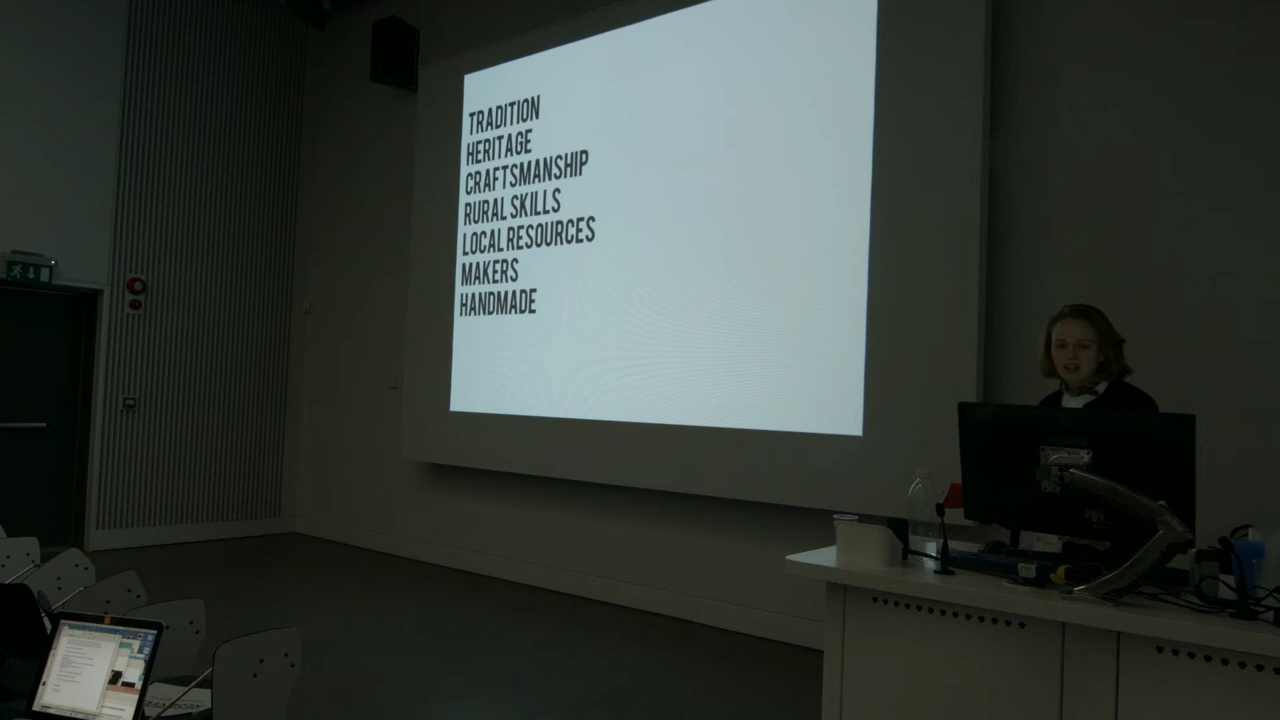 TRADITION
HERITAGE
CRAFTSMANSHIP
RURAL SKILLS
LOCAL RESOURCES
MAKERS
HANDMADE